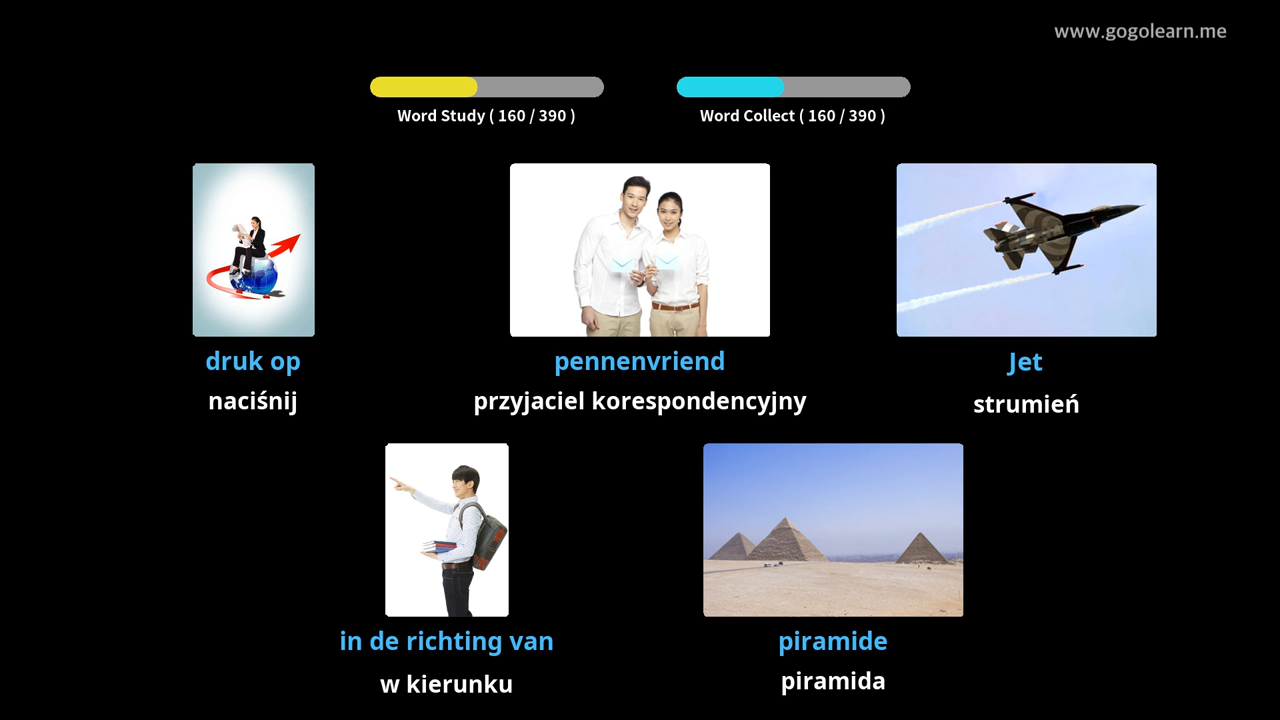 www.gogolearn.me
Word Study ( 160 / 390 )
Word Collect ( 160 / 390 )
druk op
naciśnij
pennenvriend
przyjaciel korespondencyjny
Jet
strumień
in de richting van
w kierunku
piramide
piramida